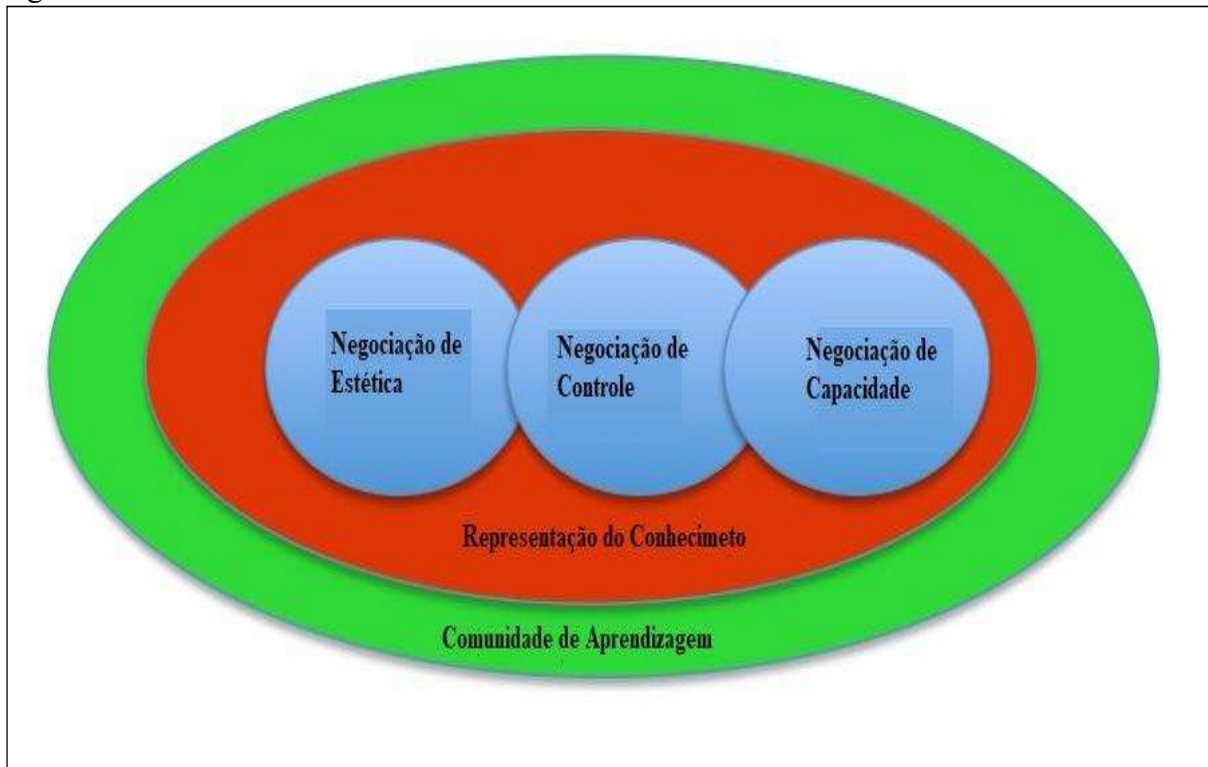 Negociação de
Estética
Negociação de
Controle
Negociação de
Capacidade
Representação do Conhecimeto
Comunidade de Aprendizagem